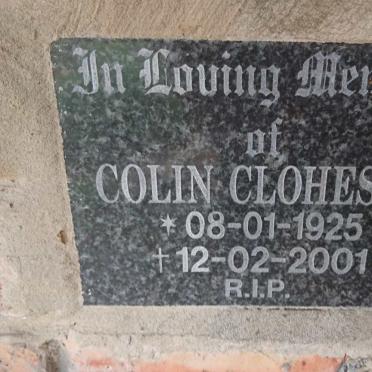 In Loving Mem
of
COLIN CLOHES
* 08-01-1925
† 12-02-2001
R.I.P.